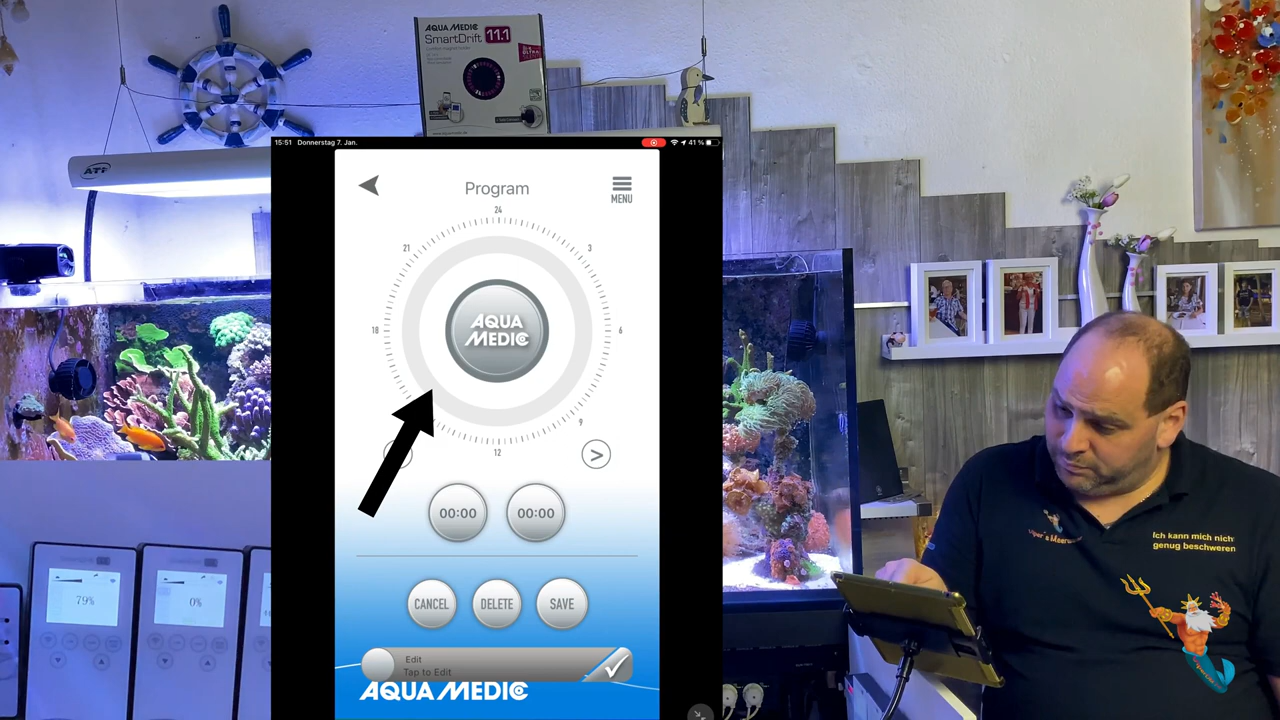 AQUA MEDIC
SmartDrift 11.1
ATI
15:51 Donnerstag 7. Jan.
41 %
Program
MENU
24
21
3
18
6
9
12
AQUA
MEDIC
>
00:00
00:00
CANCEL
DELETE
SAVE
Edit
Tap to Edit
AQUA MEDIC
79%
0%
Ich kann mich nicht
genug beschweren